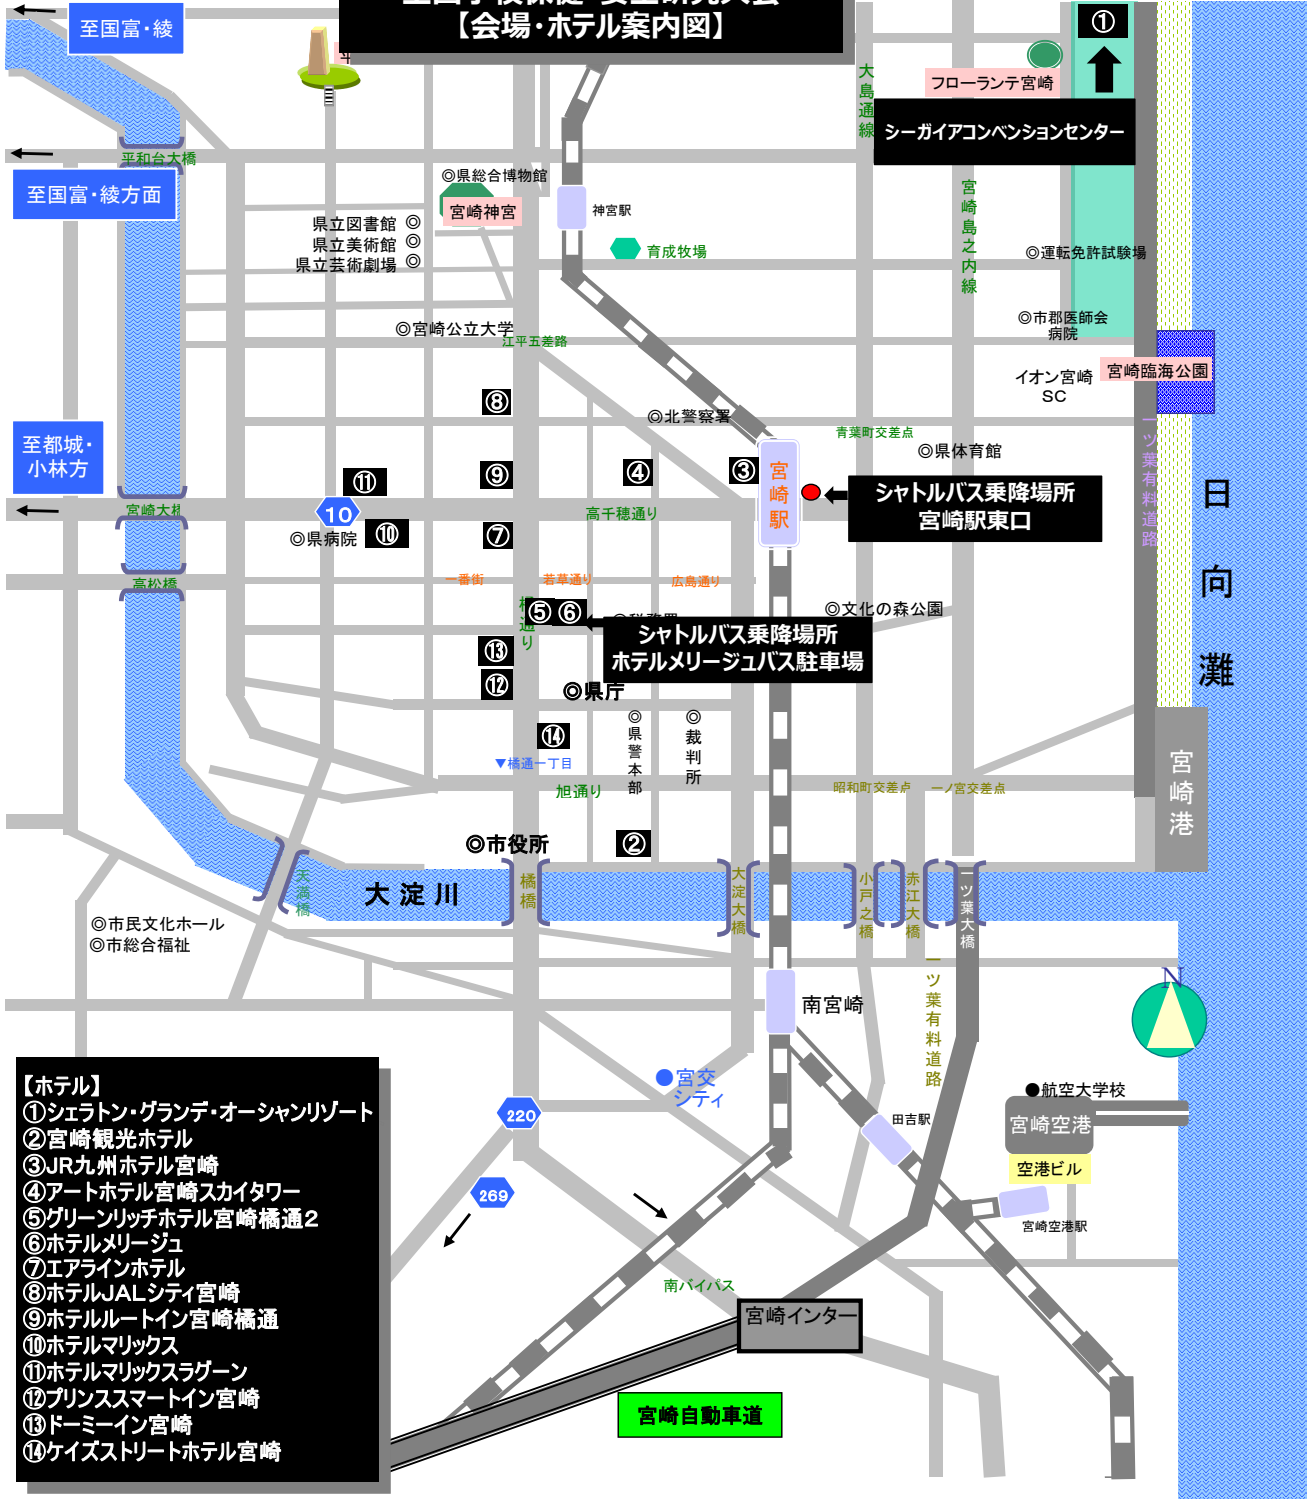 【会場・ホテル案内図】
至国富・綾
①
フローランテ宮崎
大島通線
シーガイアコンベンションセンター
平和台大橋
至国富・綾方面
◎県総合博物館
宮崎神宮
神宮駅
宮崎島之内線
県立図書館 ◎
県立美術館 ◎
県立芸術劇場 ◎
育成牧場
◎運転免許試験場
◎市郡医師会
病院
◎宮崎公立大学
江平五差路
イオン宮崎
SC
宮崎臨海公園
⑧
◎北警察署
青葉町交差点
◎県体育館
一ツ葉有料道路
至都城・
小林方
⑪
⑨
④
③
宮崎駅
シャトルバス乗降場所
宮崎駅東口
日向灘
宮崎大橋
10
◎県病院
⑩
⑦
高千穂通り
高松橋
一番街
若草通り
広島通り
橘通り
⑤
⑥
◎文化の森公園
シャトルバス乗降場所
ホテルメリージュバス駐車場
⑬
⑫
◎県庁
⑭
◎県警本部
◎裁判所
▼橘通一丁目
旭通り
昭和町交差点
一ノ宮交差点
宮崎港
◎市役所
②
天満橋
大淀川
橘橋
大淀大橋
小戸之橋
赤江大橋
一ツ葉大橋
◎市民文化ホール
◎市総合福祉
一ツ葉有料道路
南宮崎
N
●宮交
シティ
220
269
田吉駅
●航空大学校
宮崎空港
空港ビル
宮崎空港駅
南バイパス
宮崎インター
宮崎自動車道
【ホテル】
①シェラトン・グランデ・オーシャンリゾート
②宮崎観光ホテル
③JR九州ホテル宮崎
④アートホテル宮崎スカイタワー
⑤グリーンリッチホテル宮崎橘通2
⑥ホテルメリージュ
⑦エアラインホテル
⑧ホテルJALシティ宮崎
⑨ホテルルートイン宮崎橘通
⑩ホテルマリックス
⑪ホテルマリックスラグーン
⑫プリンススマートイン宮崎
⑬ドーミーイン宮崎
⑭ケイズストリートホテル宮崎